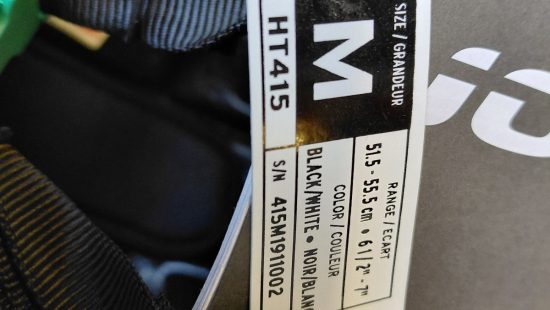 SIZE / GRANDEUR
M
HT415
RANGE / ECART
51.5 - 55.5 cm • 6 1/2" - 7"
COLOR / COULEUR
BLACK/WHITE • NOIR/BLANC
S/N 415M1911002